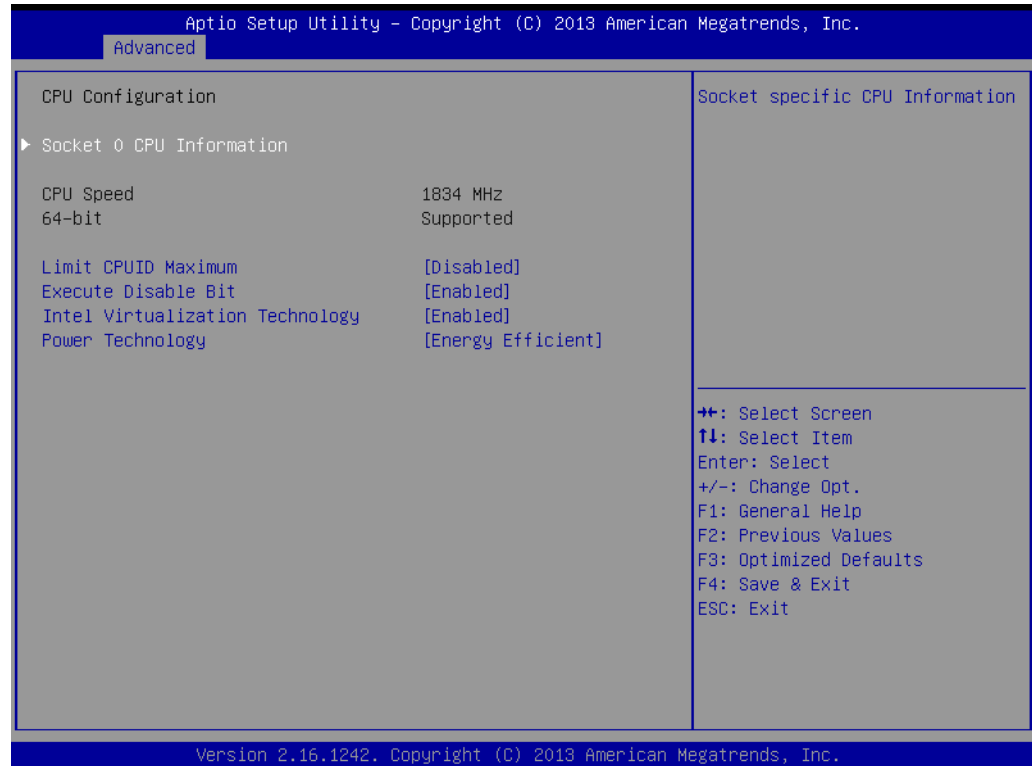 Aptio Setup Utility – Copyright (C) 2013 American Megatrends, Inc.
Advanced
CPU Configuration
Socket 0 CPU Information
CPU Speed 1834 MHz
64-bit Supported
Limit CPUID Maximum [Disabled]
Execute Disable Bit [Enabled]
Intel Virtualization Technology [Enabled]
Power Technology [Energy Efficient]
Socket specific CPU Information
→←: Select Screen
↑↓: Select Item
Enter: Select
+/-: Change Opt.
F1: General Help
F2: Previous Values
F3: Optimized Defaults
F4: Save & Exit
ESC: Exit
Version 2.16.1242. Copyright (C) 2013 American Megatrends, Inc.